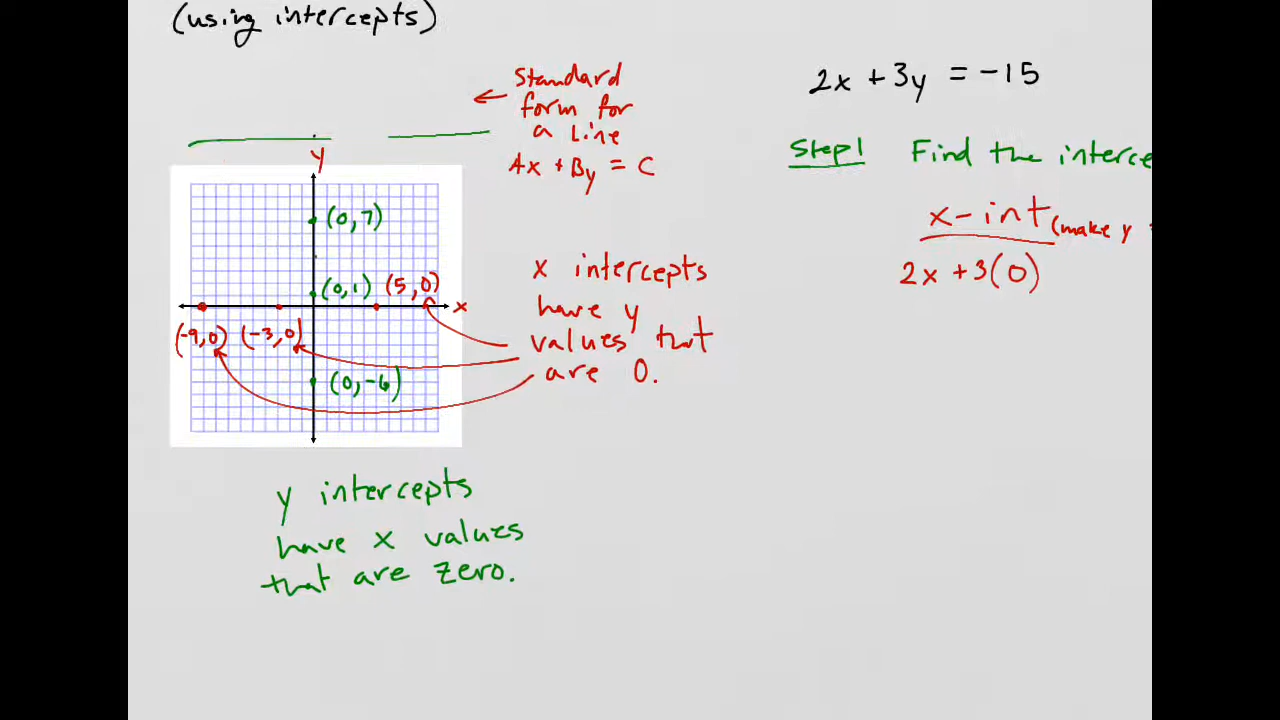 (using intercepts)
Standard
form for
a Line
Ax + By = C
y
(0,7)
(0,1)
(5,0)
x
(-9,0)
(-3,0)
(0,-6)
x intercepts
have y
values that
are 0.
y intercepts
have x values
that are zero.
2x + 3y = -15
Step1 Find the interce
x-int (make y
2x + 3(0)